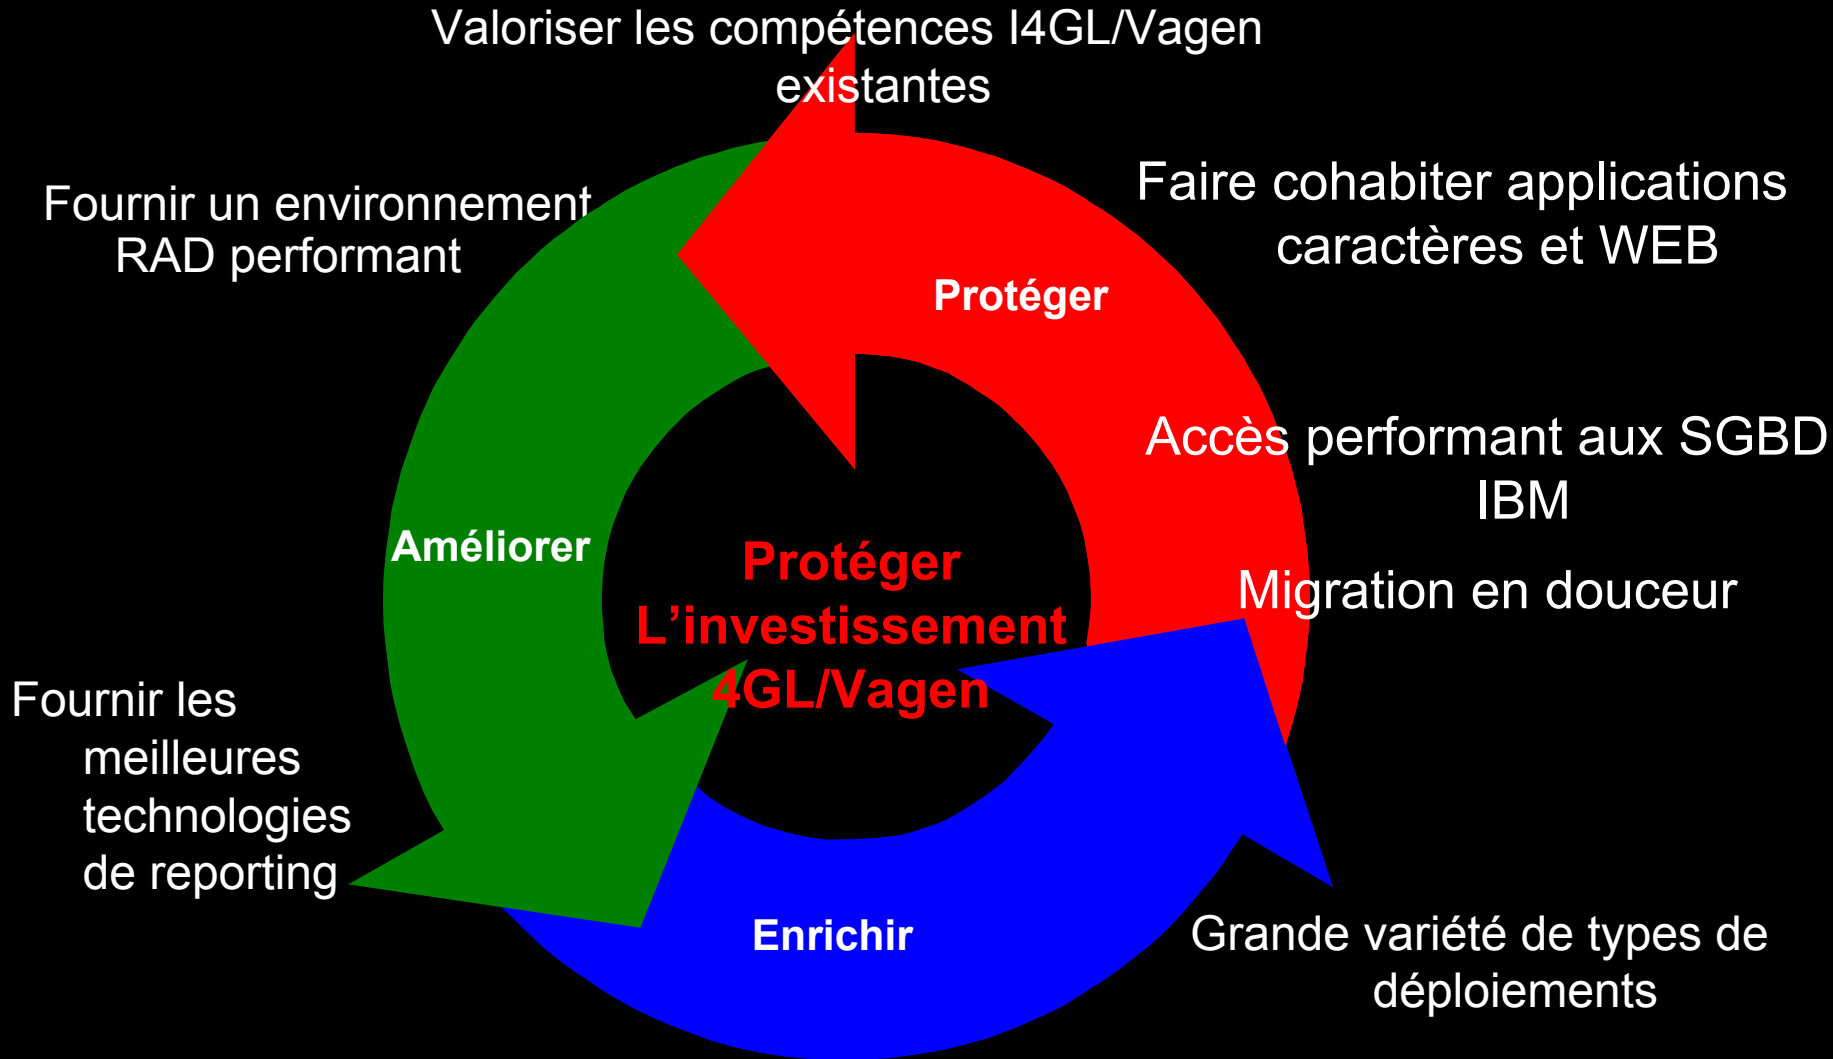 Valoriser les compétences I4GL/Vagen
existantes
Fournir un environnement
RAD performant
Faire cohabiter applications
caractères et WEB
Protéger
Accès performant aux SGBD
IBM
Améliorer
Protéger
L’investissement
4GL/Vagen
Migration en douceur
Fournir les
meilleures
technologies
de reporting
Enrichir
Grande variété de types de
déploiements